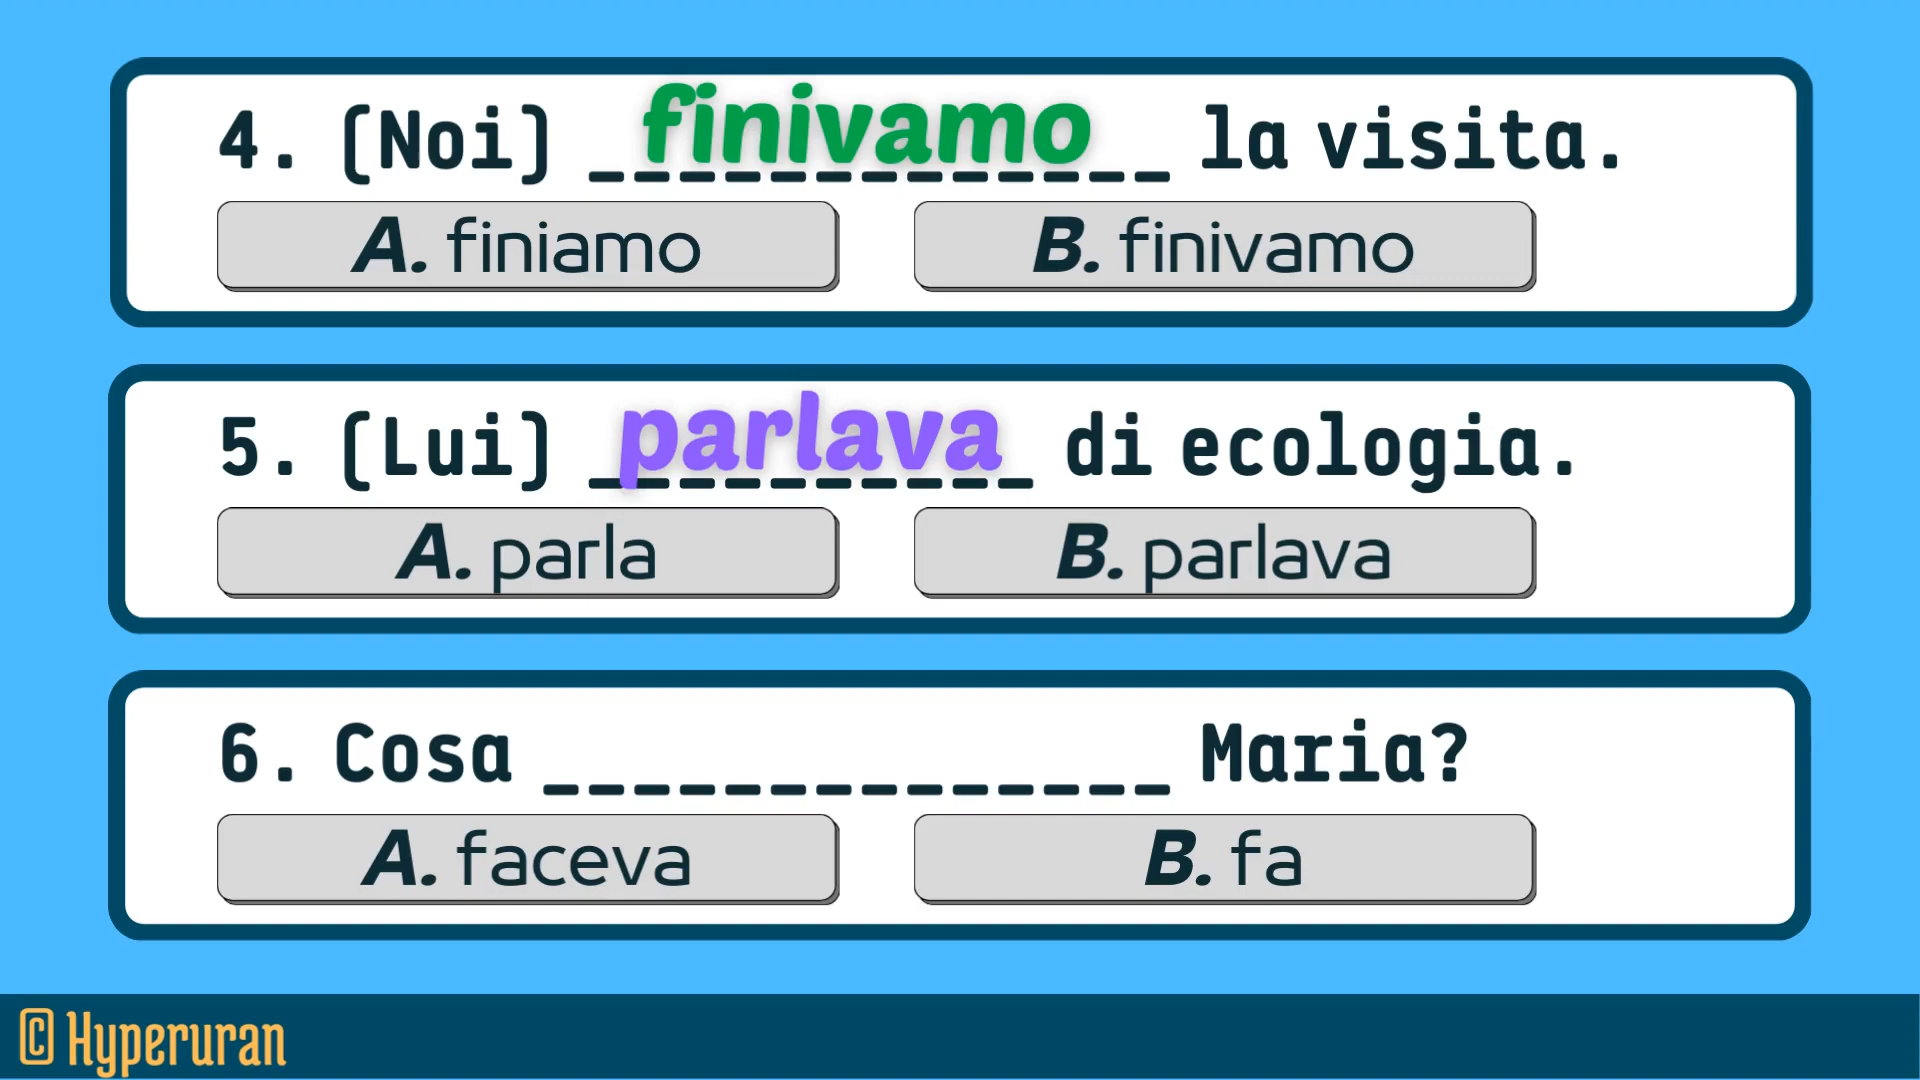 4. (Noi) finivamo la visita.
A. finiamo B. finivamo
5. (Lui) parlava di ecologia.
A. parla B. parlava
6. Cosa ______________ Maria?
A. faceva B. fa
© Hyperuran